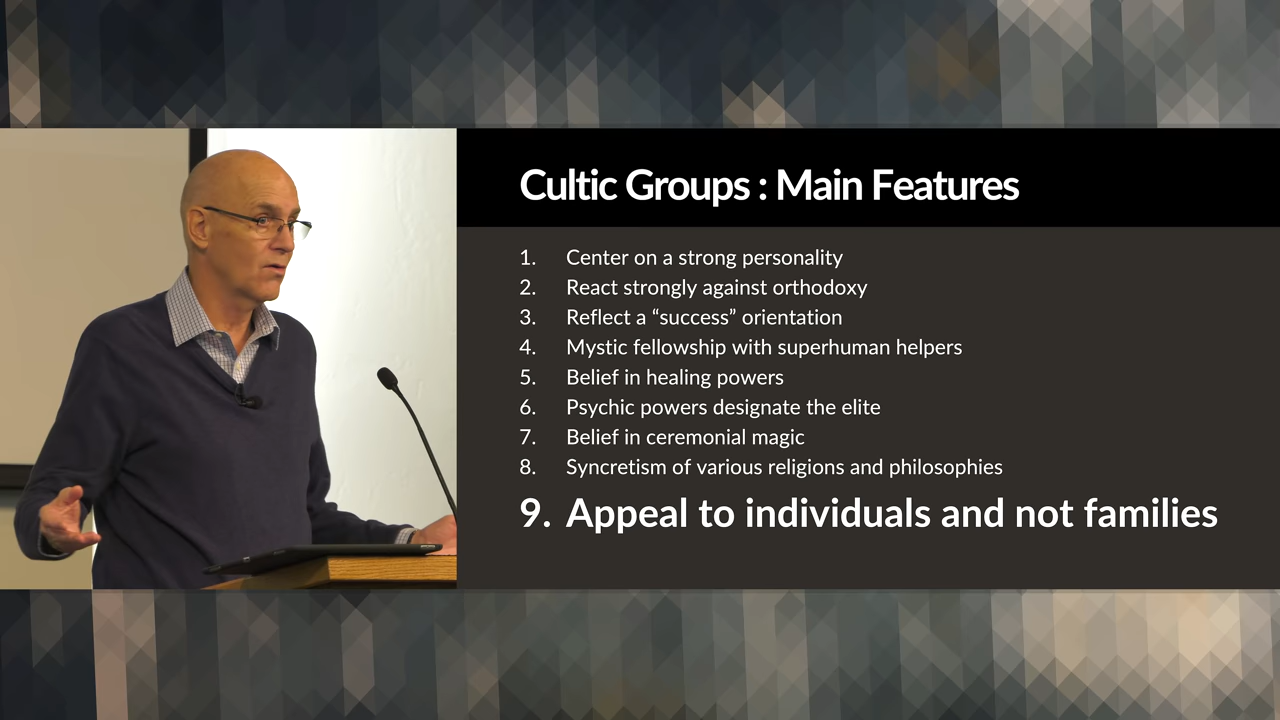 Cultic Groups : Main Features
1. Center on a strong personality
2. React strongly against orthodoxy
3. Reflect a “success” orientation
4. Mystic fellowship with superhuman helpers
5. Belief in healing powers
6. Psychic powers designate the elite
7. Belief in ceremonial magic
8. Syncretism of various religions and philosophies
9. Appeal to individuals and not families